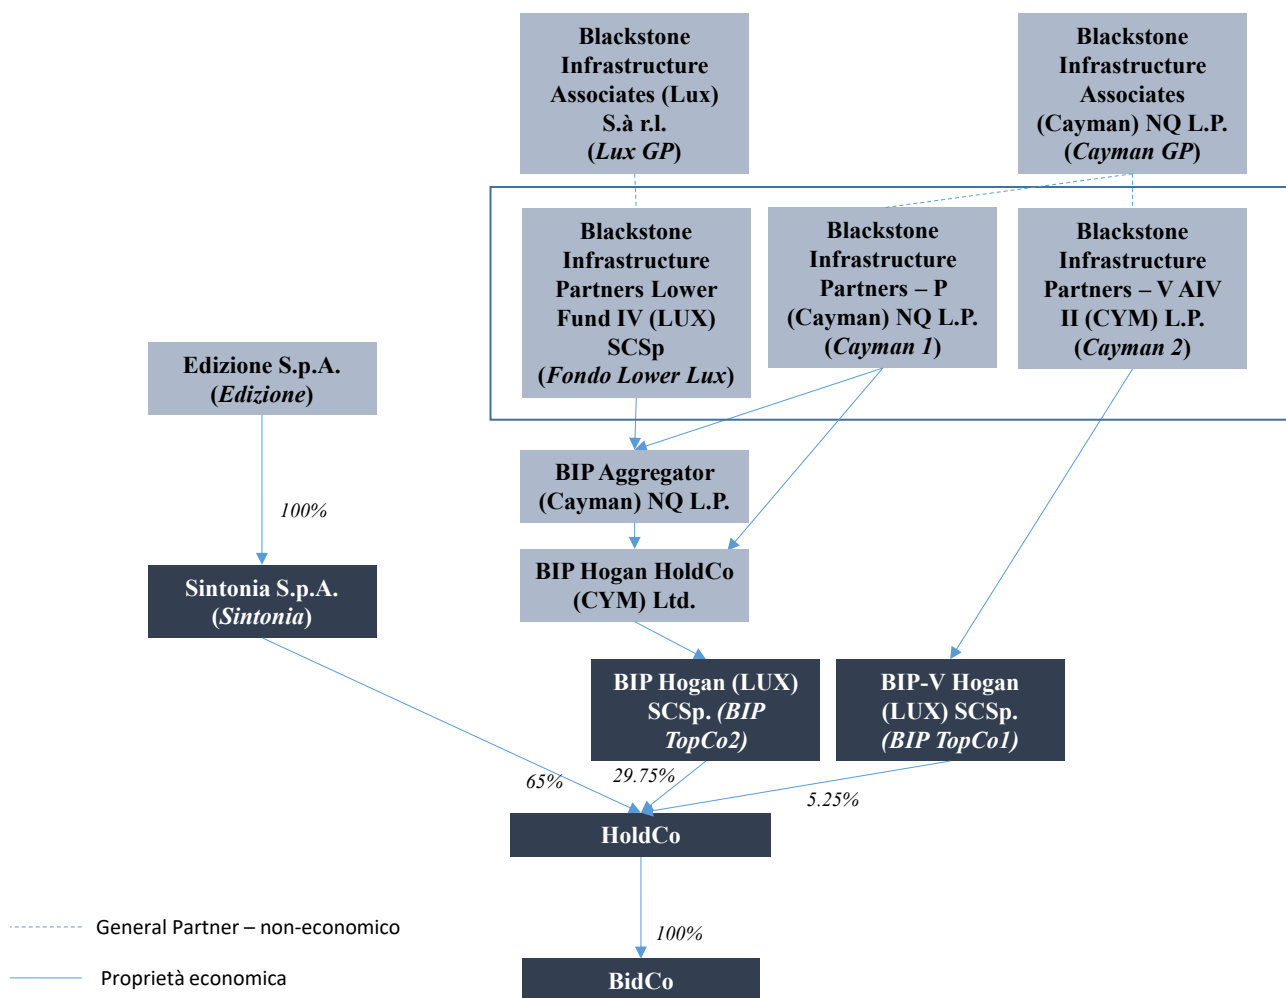 Blackstone
Infrastructure
Associates (Lux)
S.à r.l.
(Lux GP)
Blackstone
Infrastructure
Associates
(Cayman) NQ L.P.
(Cayman GP)
Blackstone
Infrastructure
Partners Lower
Fund IV (LUX)
SCSp
(Fondo Lower Lux)
Blackstone
Infrastructure
Partners – P
(Cayman) NQ L.P.
(Cayman 1)
Blackstone
Infrastructure
Partners – V AIV
II (CYM) L.P.
(Cayman 2)
Edizione S.p.A.
(Edizione)
BIP Aggregator
(Cayman) NQ L.P.
100%
BIP Hogan HoldCo
(CYM) Ltd.
Sintonia S.p.A.
(Sintonia)
BIP Hogan (LUX)
SCSp. (BIP
TopCo2)
BIP-V Hogan
(LUX) SCSp.
(BIP TopCo1)
65%
29.75%
5.25%
HoldCo
General Partner – non-economico
100%
Proprietà economica
BidCo